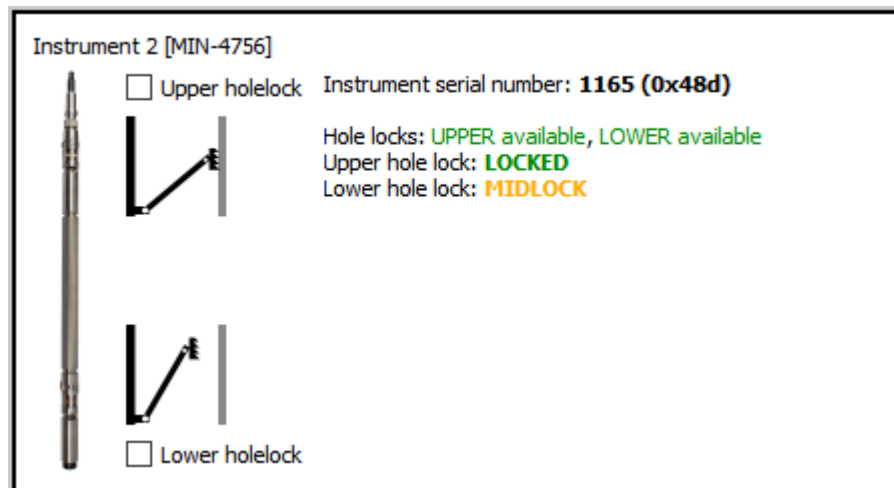 Instrument 2 [MIN-4756]
Upper holelock
Instrument serial number: 1165 (0x48d)
Hole locks: UPPER available, LOWER available
Upper hole lock: LOCKED
Lower hole lock: MIDLOCK
Lower holelock